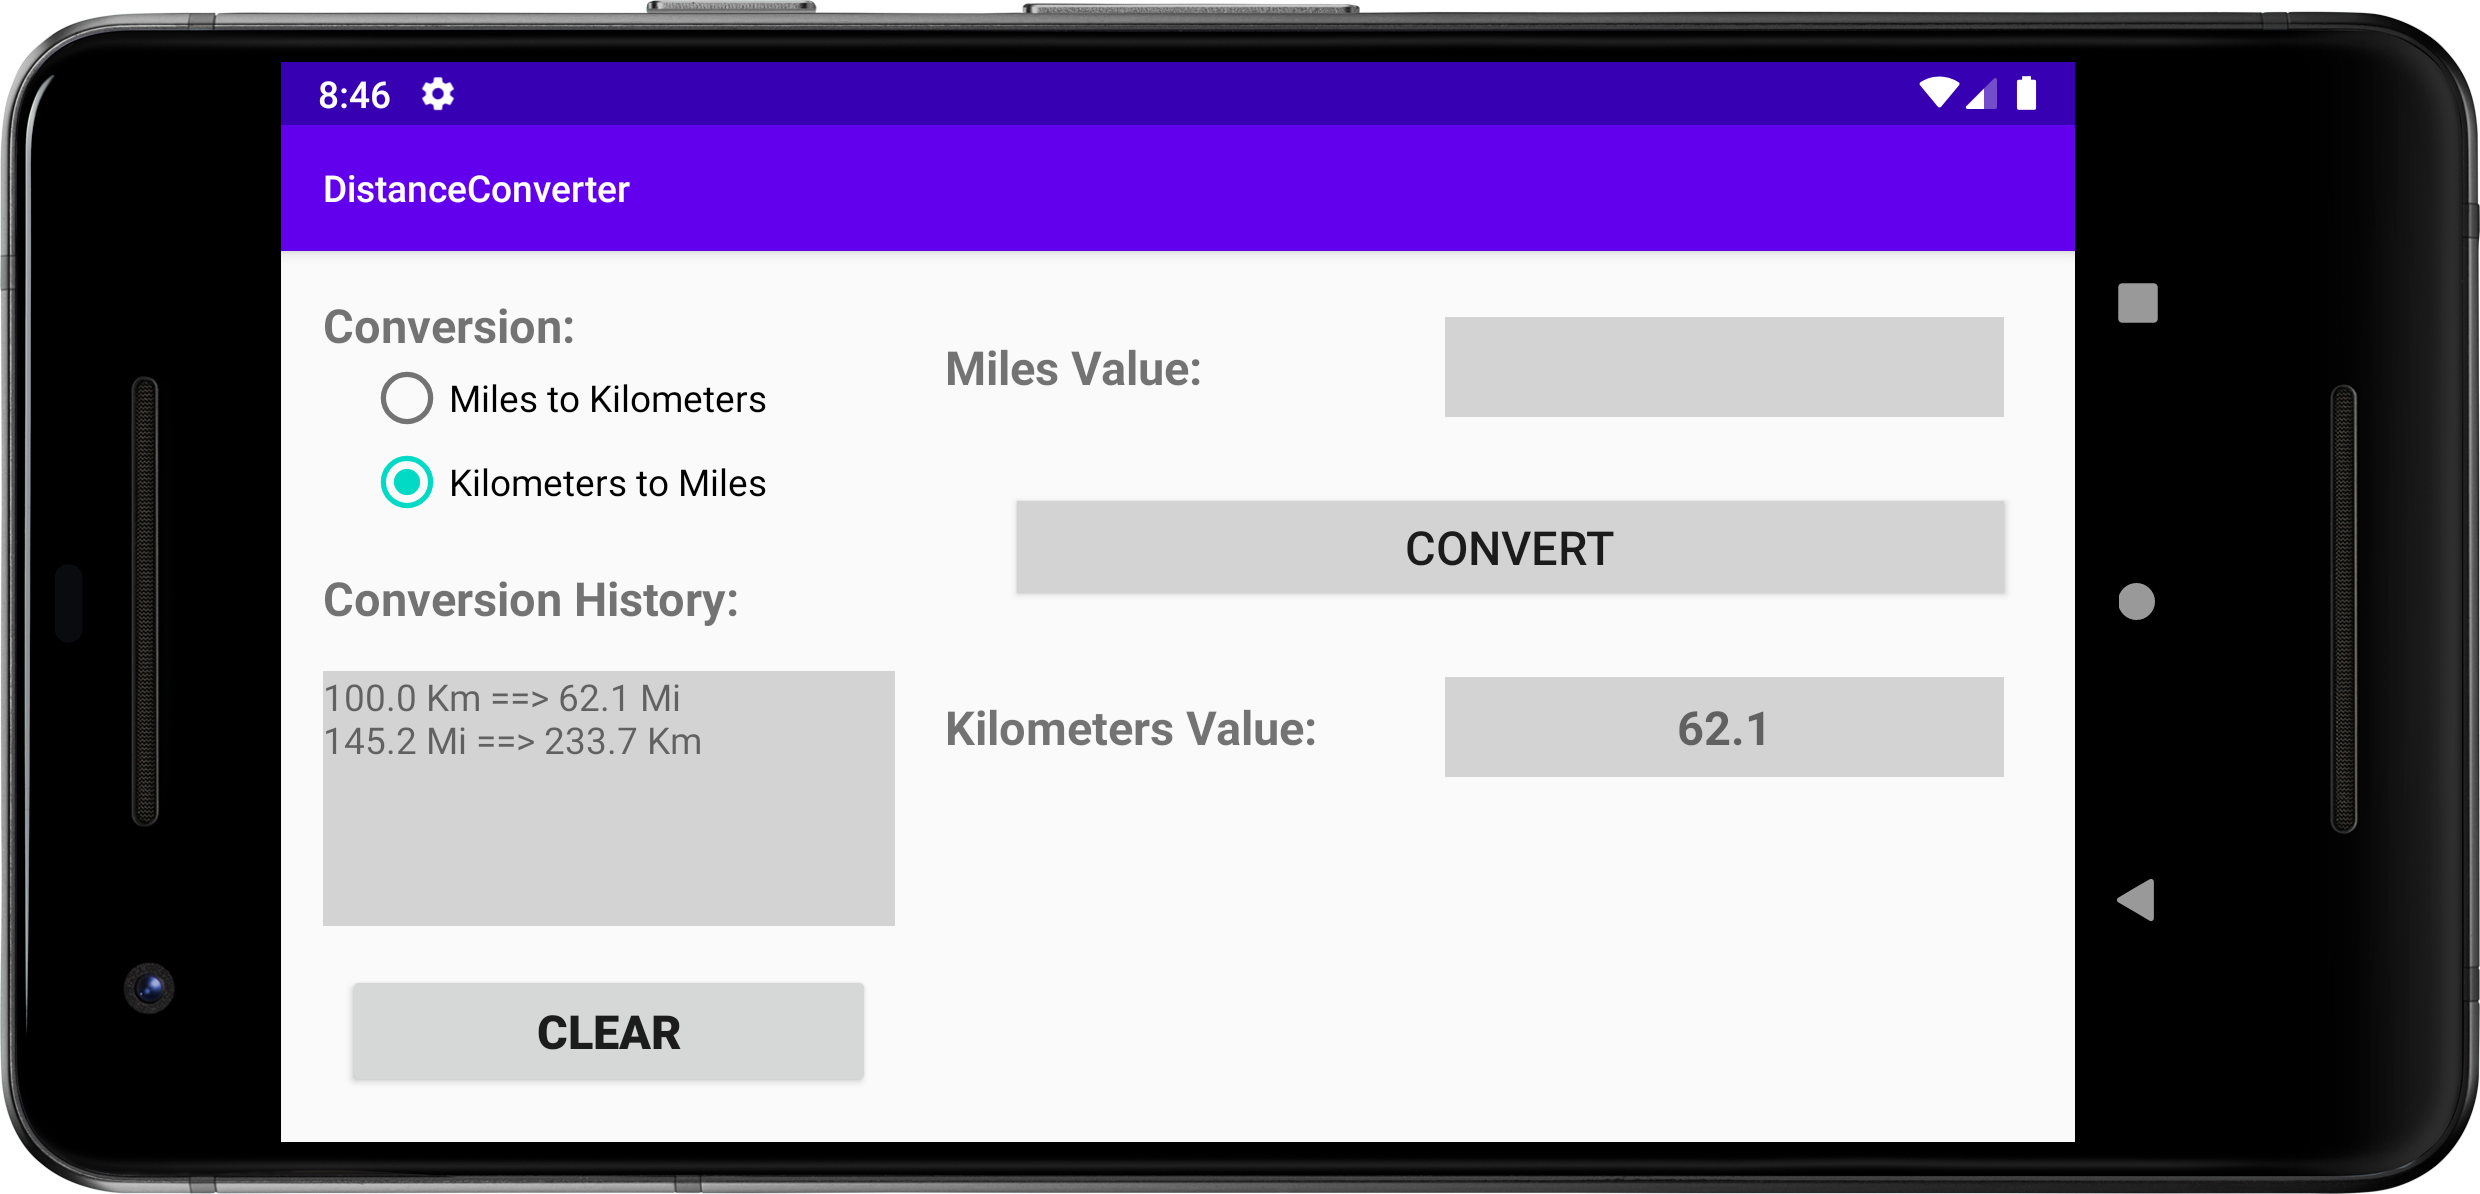 8:46
DistanceConverter
Conversion:
Miles to Kilometers
Kilometers to Miles
Conversion History:
100.0 Km ==> 62.1 Mi
145.2 Mi ==> 233.7 Km
CLEAR
Miles Value:
CONVERT
Kilometers Value:
62.1